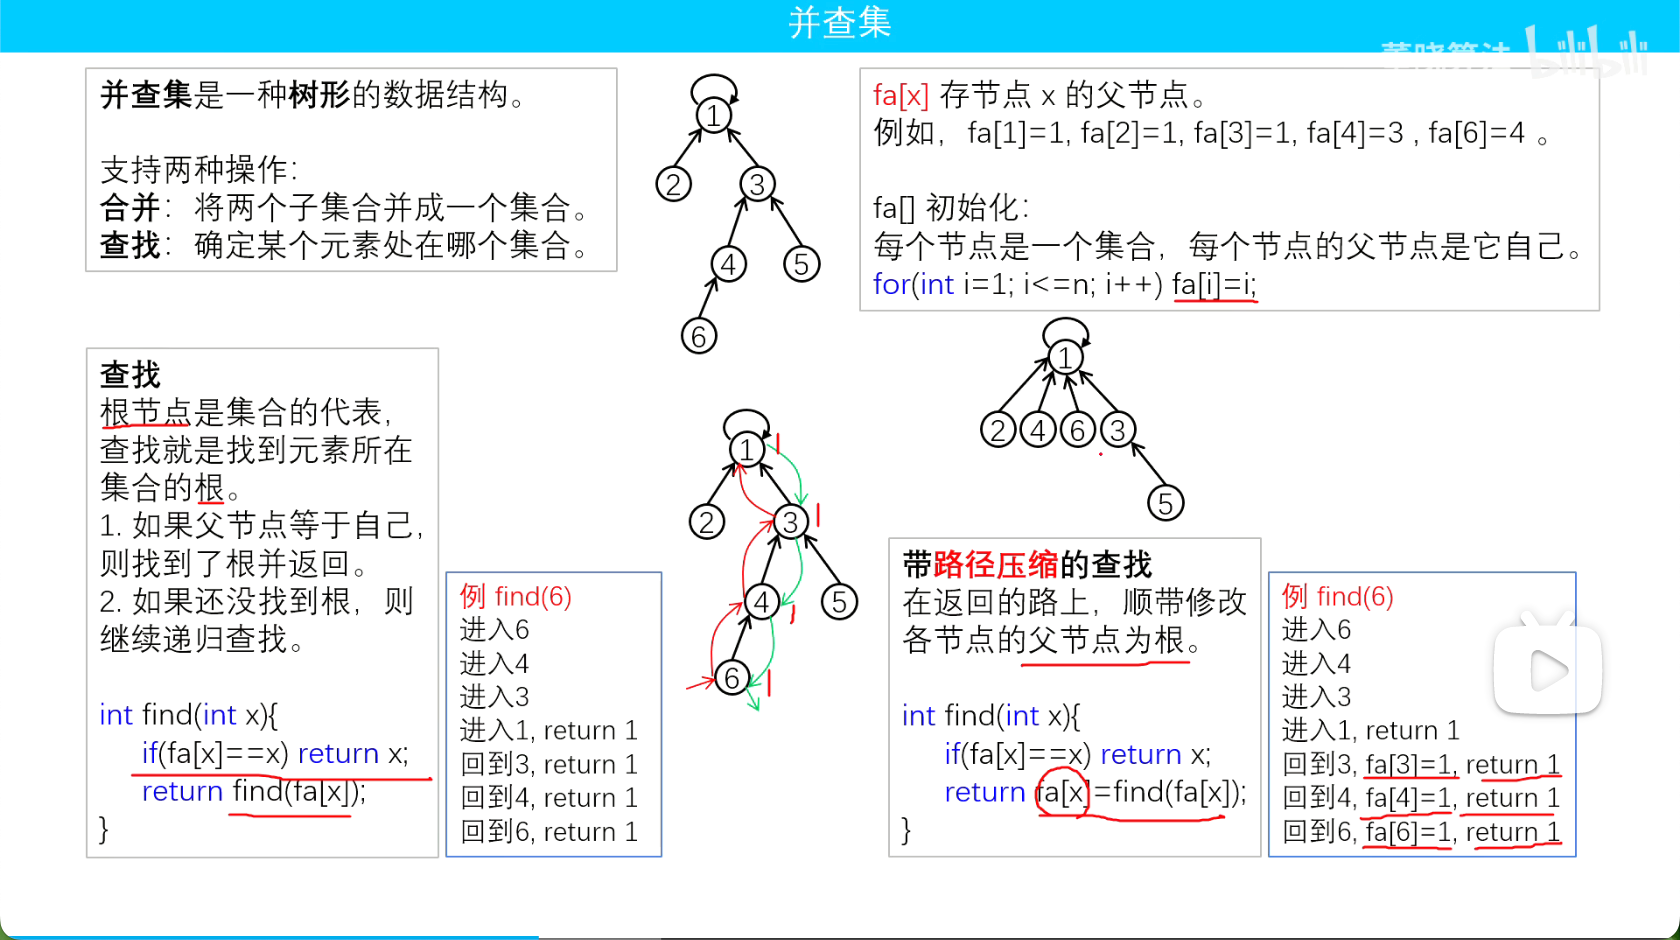 并查集
董晓算法 bilibili
并查集是一种树形的数据结构。
支持两种操作：
合并：将两个子集合并成一个集合。
查找：确定某个元素处在哪个集合。
1
2
3
4
5
6
fa[x] 存节点 x 的父节点。
例如，fa[1]=1, fa[2]=1, fa[3]=1, fa[4]=3 , fa[6]=4 。
fa[] 初始化：
每个节点是一个集合，每个节点的父节点是它自己。
for(int i=1; i<=n; i++) fa[i]=i;
查找
根节点是集合的代表，
查找就是找到元素所在
集合的根。
1. 如果父节点等于自己，
则找到了根并返回。
2. 如果还没找到根，则
继续递归查找。
int find(int x){
if(fa[x]==x) return x;
return find(fa[x]);
}
例 find(6)
进入6
进入4
进入3
进入1, return 1
回到3, return 1
回到4, return 1
回到6, return 1
1 1
2
3 1
4 1
5
6 1
1
2 4 6 3
5
带路径压缩的查找
在返回的路上，顺带修改
各节点的父节点为根。
int find(int x){
if(fa[x]==x) return x;
return fa[x]=find(fa[x]);
}
例 find(6)
进入6
进入4
进入3
进入1, return 1
回到3, fa[3]=1, return 1
回到4, fa[4]=1, return 1
回到6, fa[6]=1, return 1